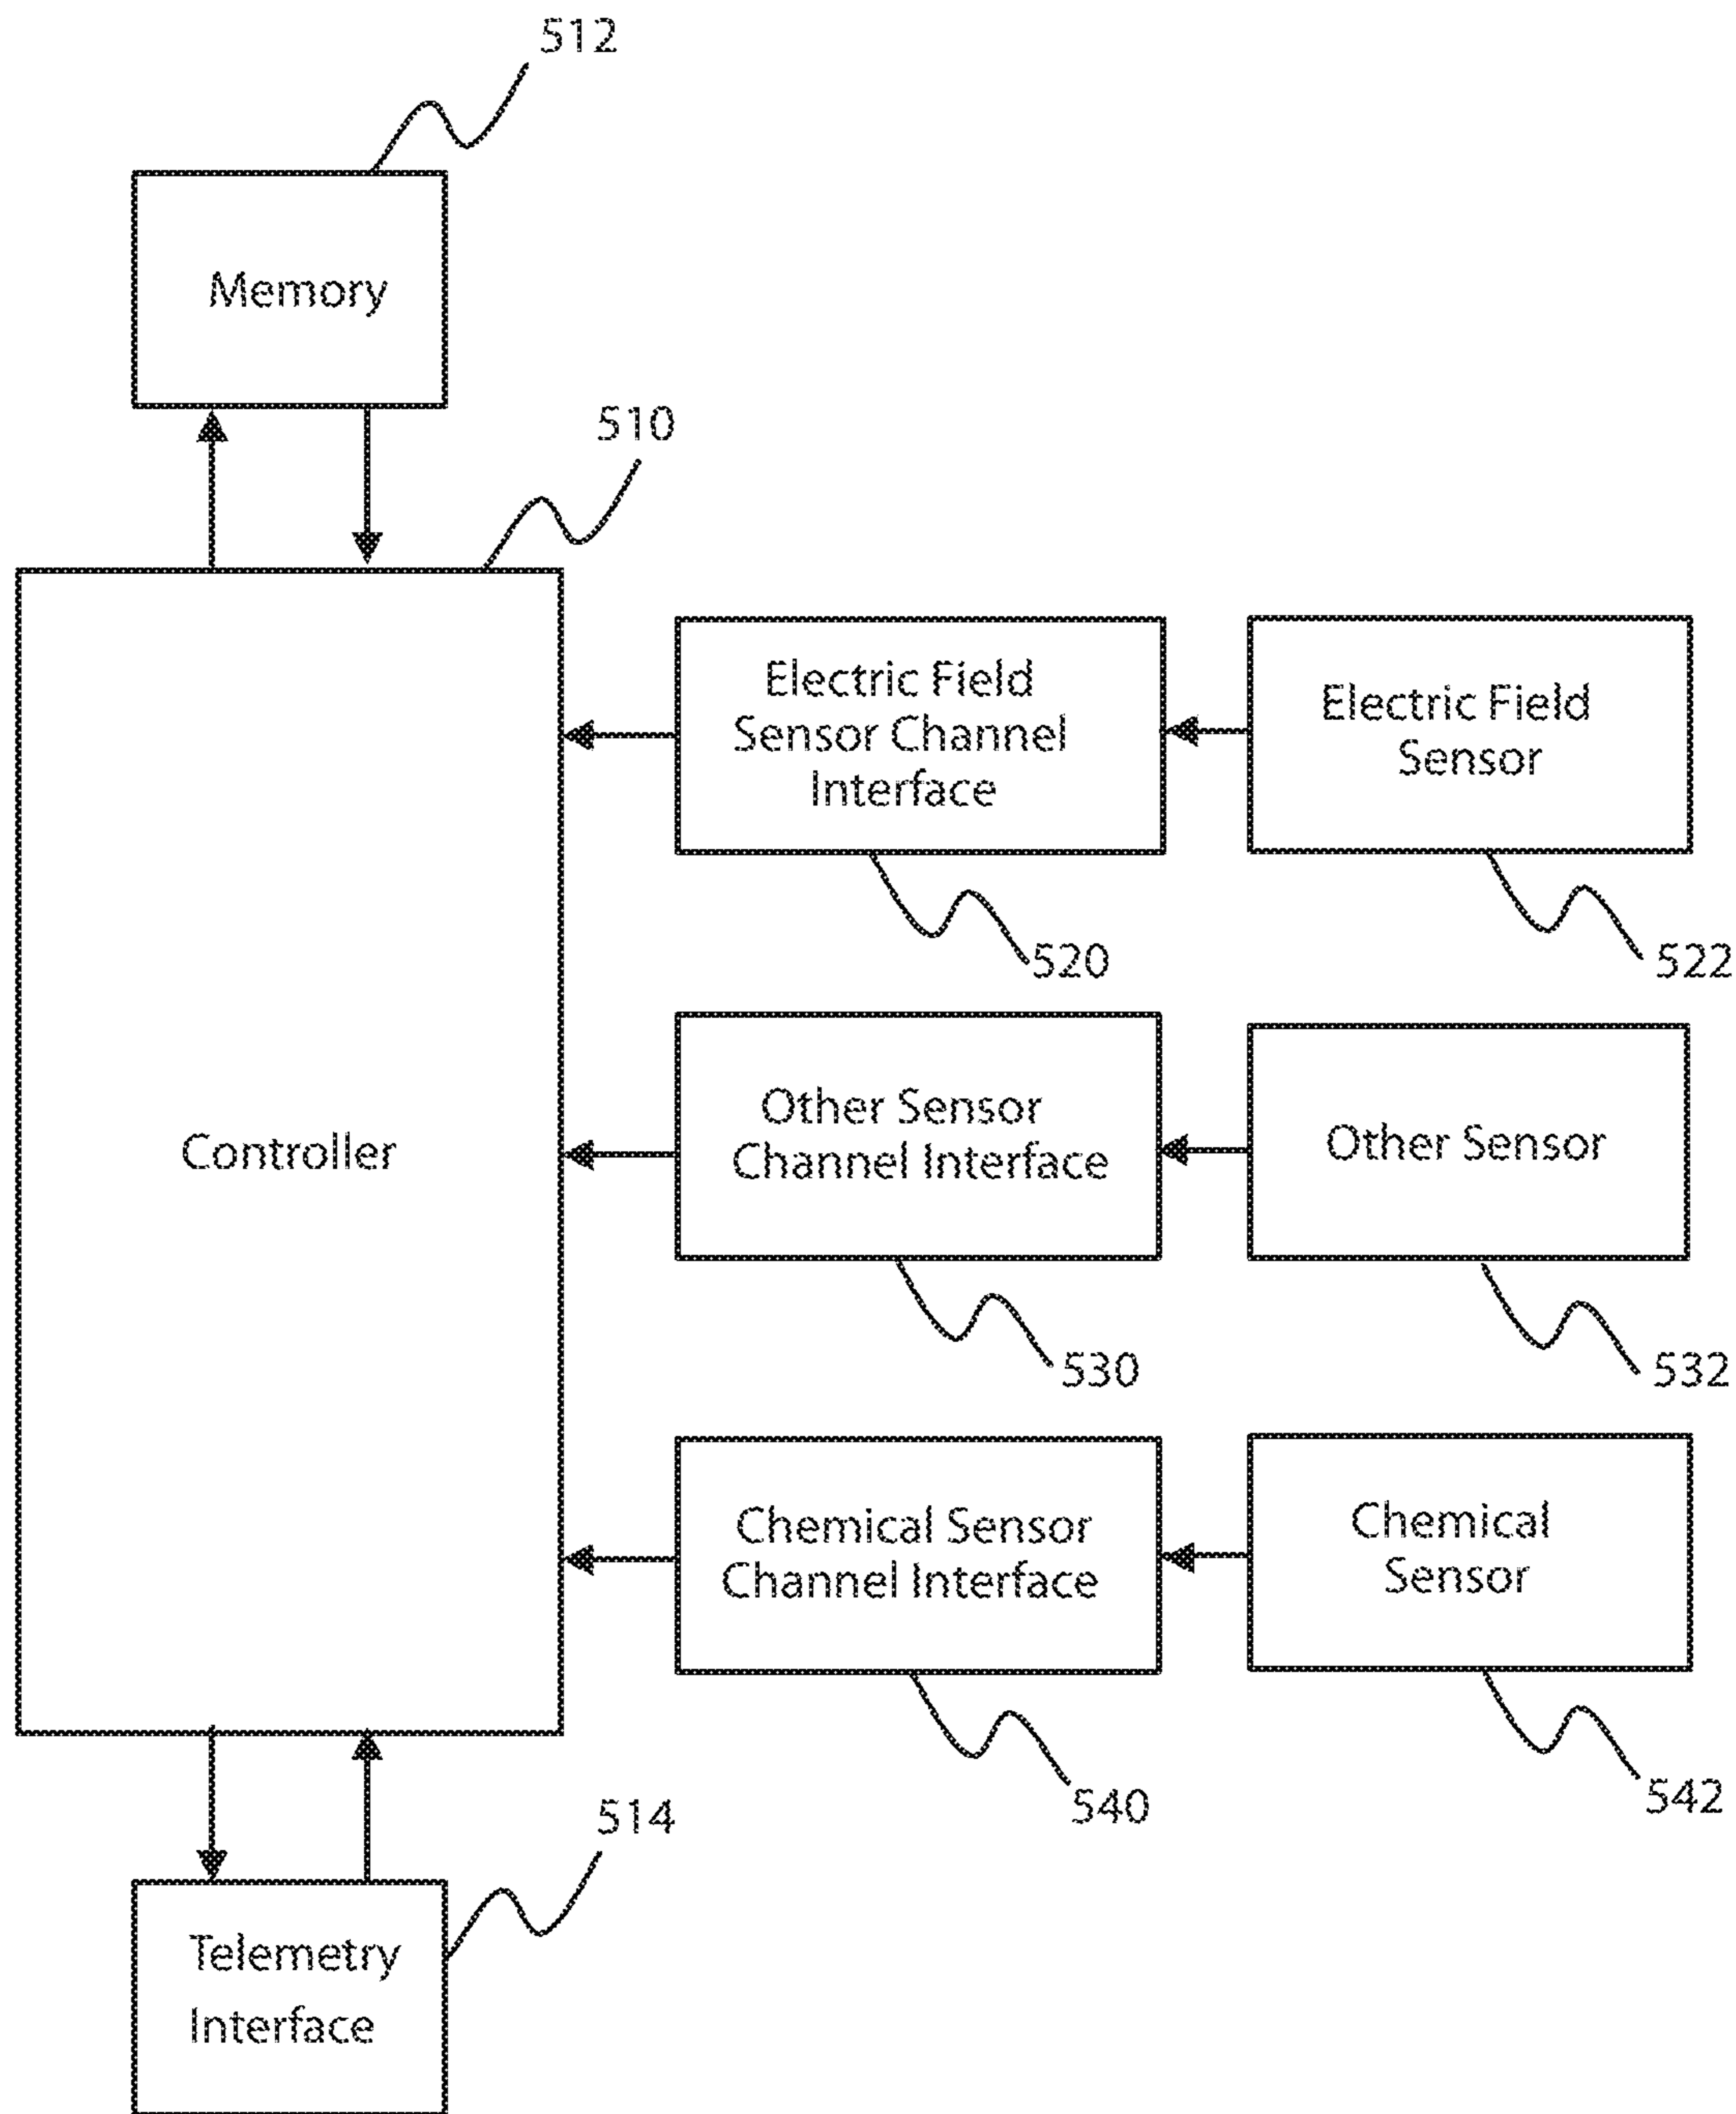 512
Memory
510
Electric Field
Sensor Channel
Interface
Electric Field
Sensor
520
522
Controller
Other Sensor
Channel Interface
Other Sensor
530
532
Chemical Sensor
Channel Interface
Chemical
Sensor
540
542
514
Telemetry
Interface